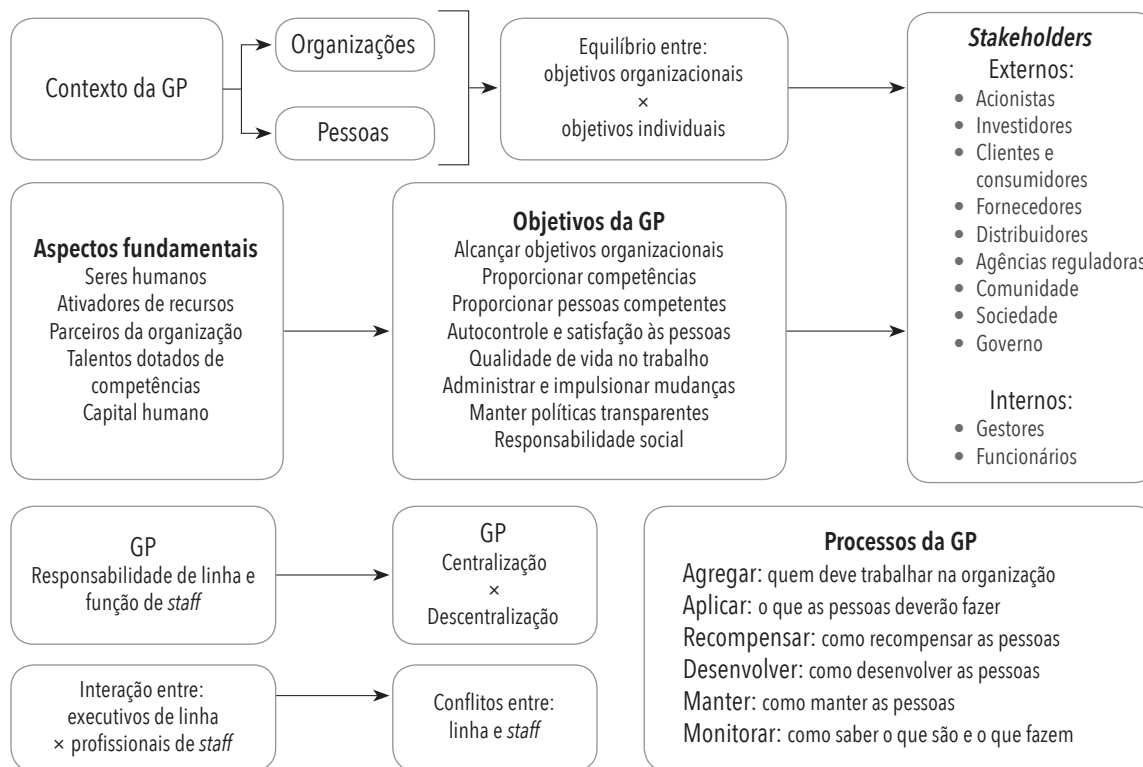 Contexto da GP
Organizações
Pessoas
Equilíbrio entre:
objetivos organizacionais
×
objetivos individuais
Stakeholders
Externos:
• Acionistas
• Investidores
• Clientes e
consumidores
• Fornecedores
• Distribuidores
• Agências reguladoras
• Comunidade
• Sociedade
• Governo
Internos:
• Gestores
• Funcionários
Aspectos fundamentais
Seres humanos
Ativadores de recursos
Parceiros da organização
Talentos dotados de
competências
Capital humano
Objetivos da GP
Alcançar objetivos organizacionais
Proporcionar competências
Proporcionar pessoas competentes
Autocontrole e satisfação às pessoas
Qualidade de vida no trabalho
Administrar e impulsionar mudanças
Manter políticas transparentes
Responsabilidade social
GP
Responsabilidade de linha e
função de staff
GP
Centralização
×
Descentralização
Interação entre:
executivos de linha
× profissionais de staff
Conflitos entre:
linha e staff
Processos da GP
Agregar: quem deve trabalhar na organização
Aplicar: o que as pessoas deverão fazer
Recompensar: como recompensar as pessoas
Desenvolver: como desenvolver as pessoas
Manter: como manter as pessoas
Monitorar: como saber o que são e o que fazem